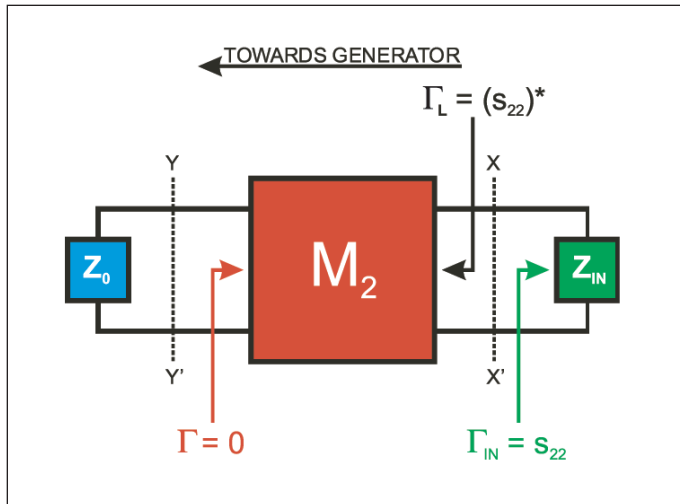 TOWARDS GENERATOR
Γ_L = (s_22)*
Y X
Z_0 M_2 Z_IN
Y' X'
Γ = 0 Γ_IN = s_22